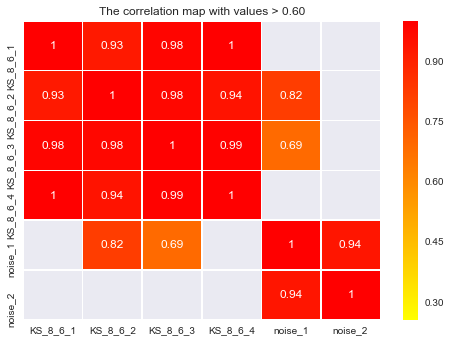 The correlation map with values > 0.60
KS_8_6_1
1
0.93
0.98
1
0.90
KS_8_6_2
0.93
1
0.98
0.94
0.82
0.75
KS_8_6_3
0.98
0.98
1
0.99
0.69
0.60
KS_8_6_4
1
0.94
0.99
1
noise_1
0.82
0.69
1
0.94
0.45
noise_2
0.94
1
0.30
KS_8_6_1
KS_8_6_2
KS_8_6_3
KS_8_6_4
noise_1
noise_2